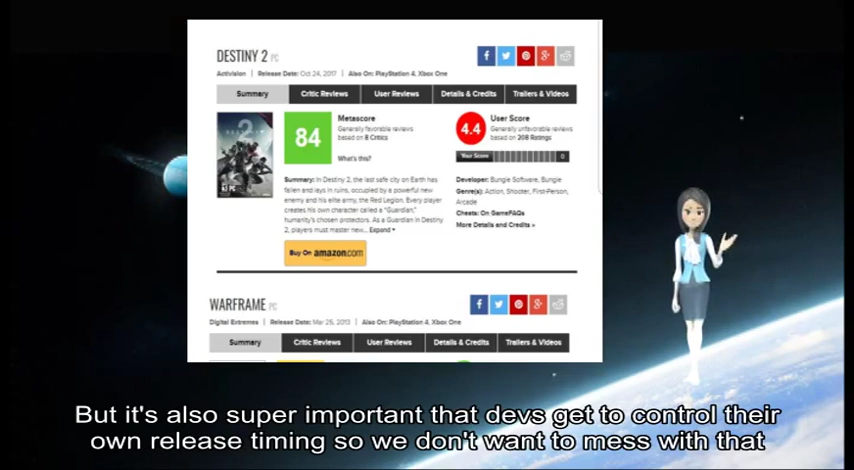 DESTINY 2 PC
Activision | Release Date: Oct 24, 2017 | Also On: PlayStation 4, Xbox One
Summary Critic Reviews User Reviews Details & Credits Trailers & Videos
84
Metascore
Generally favorable reviews
based on 8 Critics
What's this?
4.4
User Score
Generally unfavorable reviews
based on 208 Ratings
Your Score 0
Summary: In Destiny 2, the last safe city on Earth has
fallen and lays in ruins, occupied by a powerful new
enemy and his elite army, the Red Legion. Every player
creates his own character called a "Guardian,"
humanity's chosen protectors. As a Guardian in Destiny
2, players must master new... Expand
Developer: Bungie Software, Bungie
Genre(s): Action, Shooter, First-Person,
Arcade
Cheats: On GameFAQs
More Details and Credits »
Buy On amazon.com
WARFRAME PC
Digital Extremes | Release Date: Mar 25, 2013 | Also On: PlayStation 4, Xbox One
Summary Critic Reviews User Reviews Details & Credits Trailers & Videos
But it's also super important that devs get to control their
own release timing so we don't want to mess with that